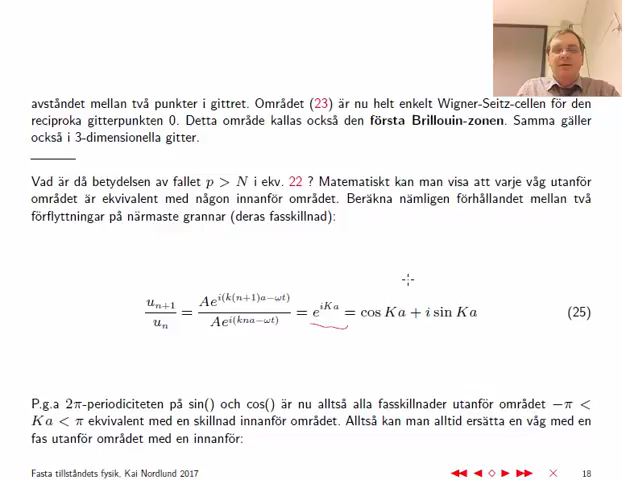 avståndet mellan två punkter i gittret. Området (23) är nu helt enkelt Wigner-Seitz-cellen för den
reciproka gitterpunkten 0. Detta område kallas också den första Brillouin-zonen. Samma gäller
också i 3-dimensionella gitter.
Vad är då betydelsen av fallet p > N i ekv. 22 ? Matematiskt kan man visa att varje våg utanför
området är ekvivalent med någon innanför området. Beräkna nämligen förhållandet mellan två
förflyttningar på närmaste grannar (deras fasskillnad):
u_{n+1}/u_n = Ae^{i(k(n+1)a−ωt)}/Ae^{i(kna−ωt)} = e^{iKa} = cos Ka + i sin Ka (25)
P.g.a 2π-periodiciteten på sin() och cos() är nu alltså alla fasskillnader utanför området −π <
Ka < π ekvivalent med en skillnad innanför området. Alltså kan man alltid ersätta en våg med en
fas utanför området med en innanför:
Fasta tillståndets fysik, Kai Nordlund 2017 18